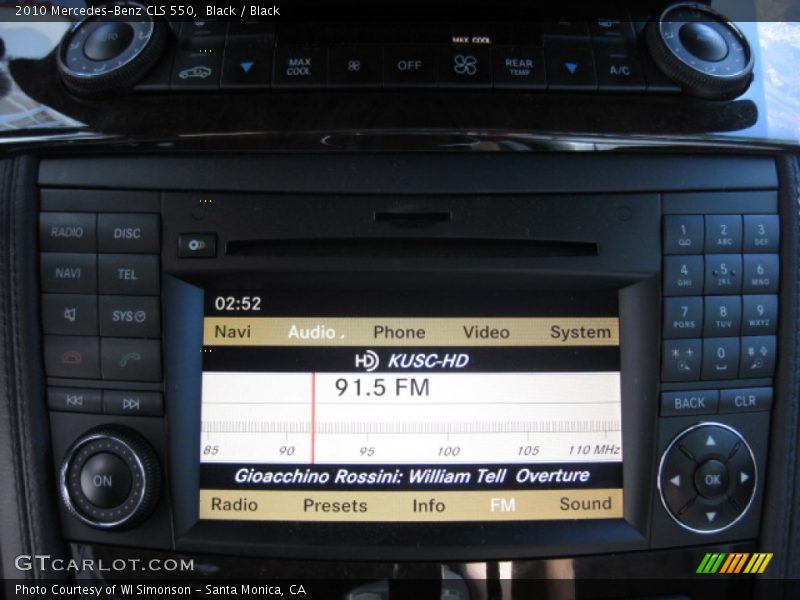 2010 Mercedes-Benz CLS 550, Black / Black
MAX COOL
MAX COOL
OFF
REAR TEMP
A/C
RADIO DISC
NAVI TEL
SYS
ON
1 2 ABC 3 DEF
4 GHI 5 JKL 6 MNO
7 PQRS 8 TUV 9 WXYZ
* 0 #
BACK CLR
OK
02:52
Navi Audio Phone Video System
HD KUSC-HD
91.5 FM
85 90 95 100 105 110 MHz
Gioacchino Rossini: William Tell Overture
Radio Presets Info FM Sound
GTCARLOT.COM
Photo Courtesy of WI Simonson - Santa Monica, CA